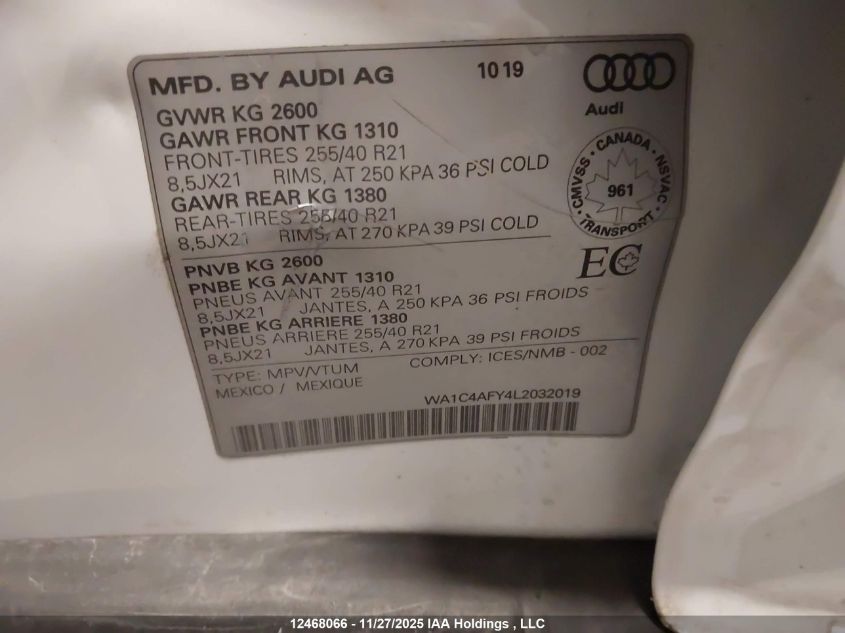 MFD. BY AUDI AG 10 19
Audi
GVWR KG 2600
GAWR FRONT KG 1310
FRONT-TIRES 255/40 R21
8,5JX21 RIMS, AT 250 KPA 36 PSI COLD
GAWR REAR KG 1380
REAR-TIRES 255/40 R21
8,5JX21 RIMS, AT 270 KPA 39 PSI COLD
CMVSS • CANADA • NSVAC • TRANSPORT •
961
EC
PNVB KG 2600
PNBE KG AVANT 1310
PNEUS AVANT 255/40 R21
8,5JX21 JANTES, A 250 KPA 36 PSI FROIDS
PNBE KG ARRIERE 1380
PNEUS ARRIERE 255/40 R21
8,5JX21 JANTES, A 270 KPA 39 PSI FROIDS
TYPE: MPV/VTUM COMPLY: ICES/NMB - 002
MEXICO / MEXIQUE
WA1C4AFY4L2032019
12468066 - 11/27/2025 IAA Holdings , LLC